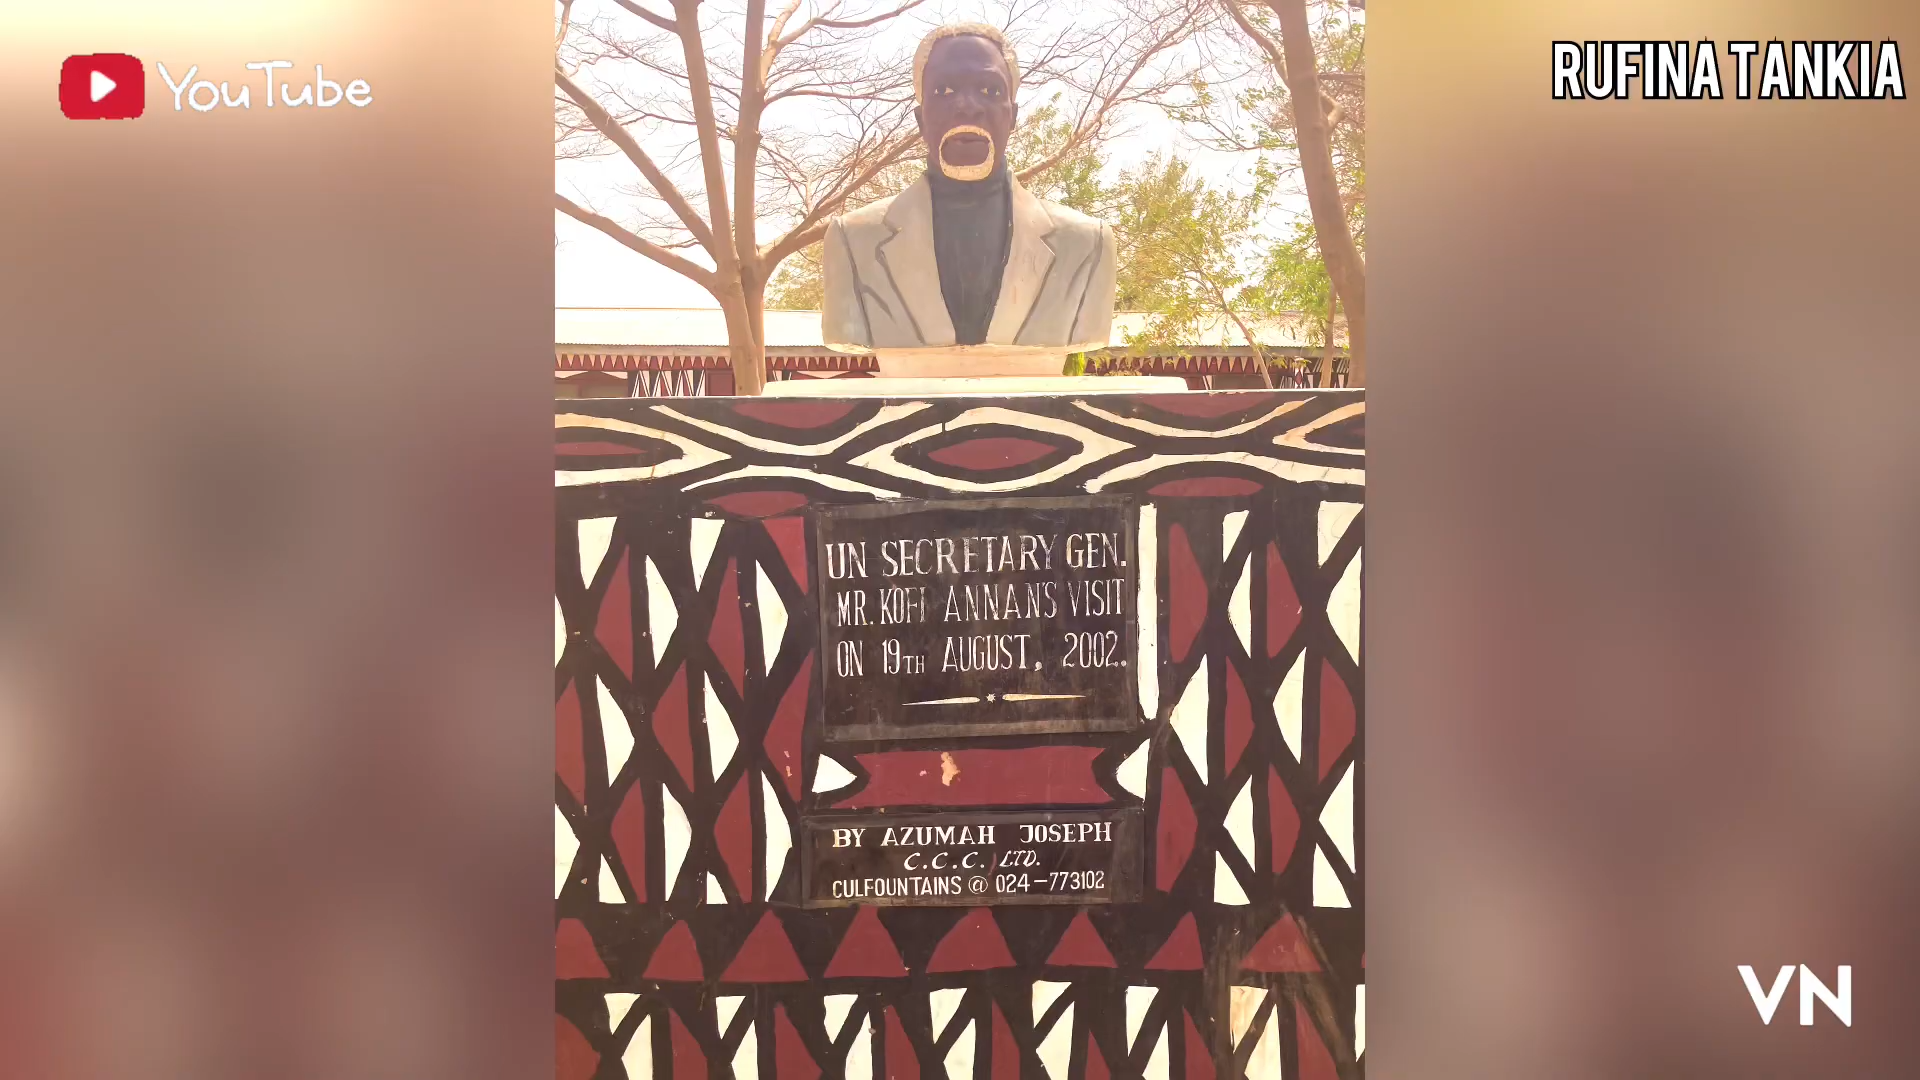 YouTube
RUFINA TANKIA
UN SECRETARY GEN.
MR. KOFI ANNAN'S VISIT
ON 19TH AUGUST, 2002.
BY AZUMAH JOSEPH
C.C.C. LTD.
CULFOUNTAINS @ 024-773102
VN